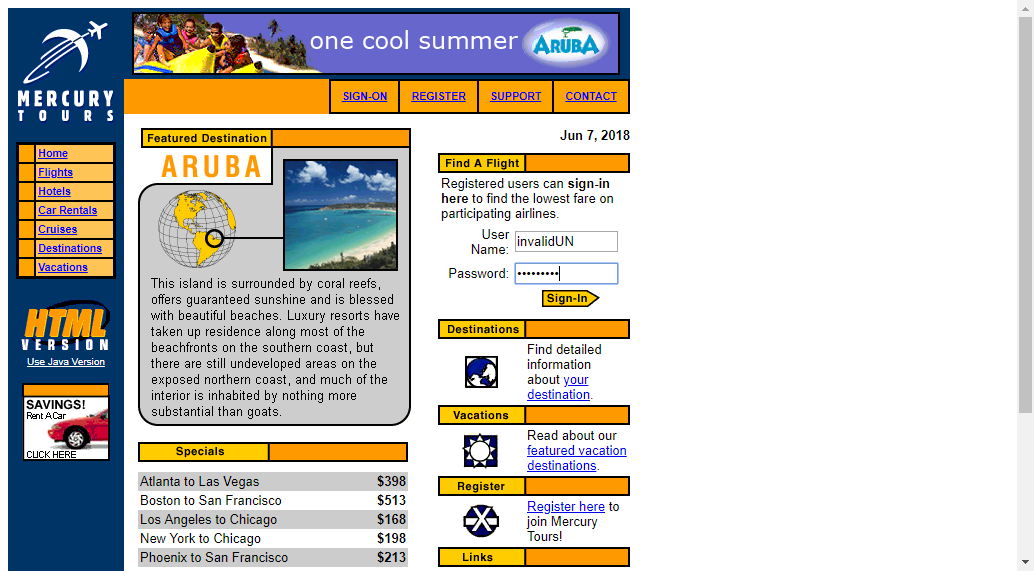 one cool summer ARUBA
MERCURY
TOURS
SIGN-ON REGISTER SUPPORT CONTACT
Home
Flights
Hotels
Car Rentals
Cruises
Destinations
Vacations
HTML
VERSION
Use Java Version
SAVINGS!
Rent A Car
CLICK HERE
Featured Destination
ARUBA
This island is surrounded by coral reefs,
offers guaranteed sunshine and is blessed
with beautiful beaches. Luxury resorts have
taken up residence along most of the
beachfronts on the southern coast, but
there are still undeveloped areas on the
exposed northern coast, and much of the
interior is inhabited by nothing more
substantial than goats.
Specials
Atlanta to Las Vegas $398
Boston to San Francisco $513
Los Angeles to Chicago $168
New York to Chicago $198
Phoenix to San Francisco $213
Jun 7, 2018
Find A Flight
Registered users can sign-in
here to find the lowest fare on
participating airlines.
User
Name: invalidUN
Password: •••••••••
Sign-In
Destinations
Find detailed
information
about your
destination.
Vacations
Read about our
featured vacation
destinations.
Register
Register here to
join Mercury
Tours!
Links